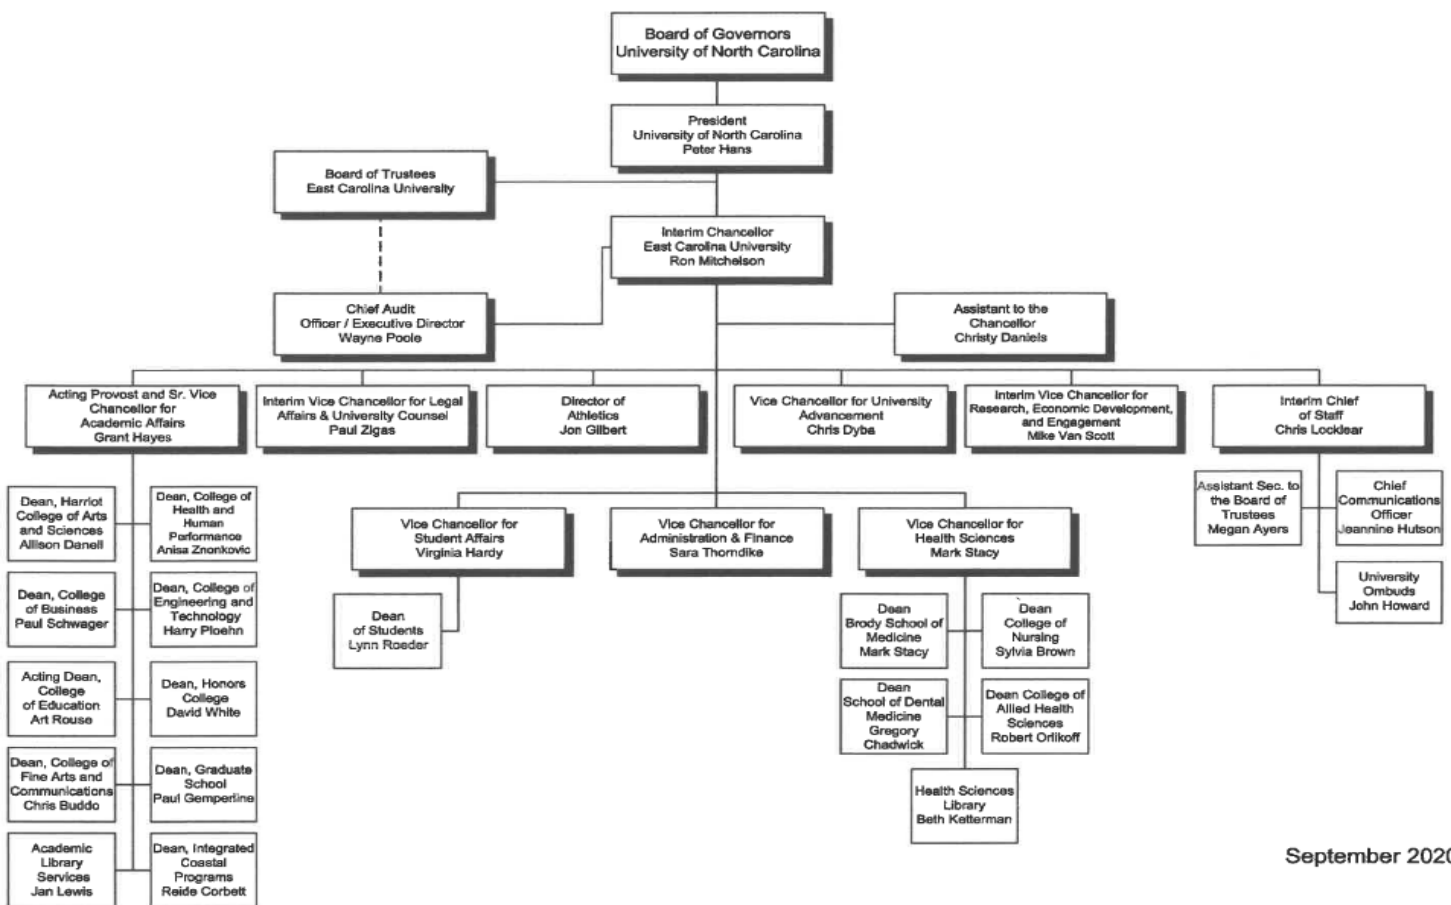 Board of Governors
University of North Carolina
President
University of North Carolina
Peter Hans
Board of Trustees
East Carolina University
Interim Chancellor
East Carolina University
Ron Mitchelson
Chief Audit
Officer / Executive Director
Wayne Poole
Assistant to the
Chancellor
Christy Daniels
Acting Provost and Sr. Vice
Chancellor for
Academic Affairs
Grant Hayes
Interim Vice Chancellor for Legal
Affairs & University Counsel
Paul Zigas
Director of
Athletics
Jon Gilbert
Vice Chancellor for University
Advancement
Chris Dyba
Interim Vice Chancellor for
Research, Economic Development,
and Engagement
Mike Van Scott
Interim Chief
of Staff
Chris Locklear
Dean, Harriot
College of Arts
and Sciences
Allison Danell
Dean, College of
Health and
Human
Performance
Anisa Znonkovic
Dean, College
of Business
Paul Schwager
Dean, College of
Engineering and
Technology
Harry Ploehn
Acting Dean,
College
of Education
Art Rouse
Dean, Honors
College
David White
Dean, College of
Fine Arts and
Communications
Chris Buddo
Dean, Graduate
School
Paul Gemperline
Academic
Library
Services
Jan Lewis
Dean, Integrated
Coastal
Programs
Reide Corbett
Vice Chancellor for
Student Affairs
Virginia Hardy
Vice Chancellor for
Administration & Finance
Sara Thorndike
Vice Chancellor for
Health Sciences
Mark Stacy
Dean
of Students
Lynn Roeder
Dean
Brody School of
Medicine
Mark Stacy
Dean
College of
Nursing
Sylvia Brown
Dean
School of Dental
Medicine
Gregory
Chadwick
Dean College of
Allied Health
Sciences
Robert Orlikoff
Health Sciences
Library
Beth Ketterman
Assistant Sec. to
the Board of
Trustees
Megan Ayers
Chief
Communications
Officer
Jeannine Hutson
University
Ombuds
John Howard
September 2020